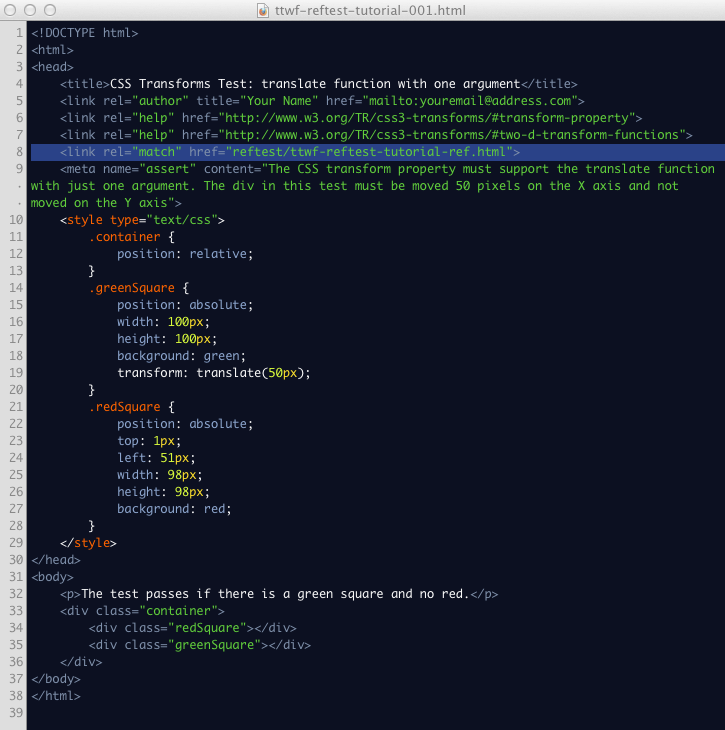 ttwf-reftest-tutorial-001.html
1 <!DOCTYPE html>
2 <html>
3 <head>
4     <title>CSS Transforms Test: translate function with one argument</title>
5     <link rel="author" title="Your Name" href="mailto:youremail@address.com">
6     <link rel="help" href="http://www.w3.org/TR/css3-transforms/#transform-property">
7     <link rel="help" href="http://www.w3.org/TR/css3-transforms/#two-d-transform-functions">
8     <link rel="match" href="reftest/ttwf-reftest-tutorial-ref.html">
9     <meta name="assert" content="The CSS transform property must support the translate function
· with just one argument. The div in this test must be moved 50 pixels on the X axis and not
· moved on the Y axis">
10     <style type="text/css">
11         .container {
12             position: relative;
13         }
14         .greenSquare {
15             position: absolute;
16             width: 100px;
17             height: 100px;
18             background: green;
19             transform: translate(50px);
20         }
21         .redSquare {
22             position: absolute;
23             top: 1px;
24             left: 51px;
25             width: 98px;
26             height: 98px;
27             background: red;
28         }
29     </style>
30 </head>
31 <body>
32     <p>The test passes if there is a green square and no red.</p>
33     <div class="container">
34         <div class="redSquare"></div>
35         <div class="greenSquare"></div>
36     </div>
37 </body>
38 </html>
39